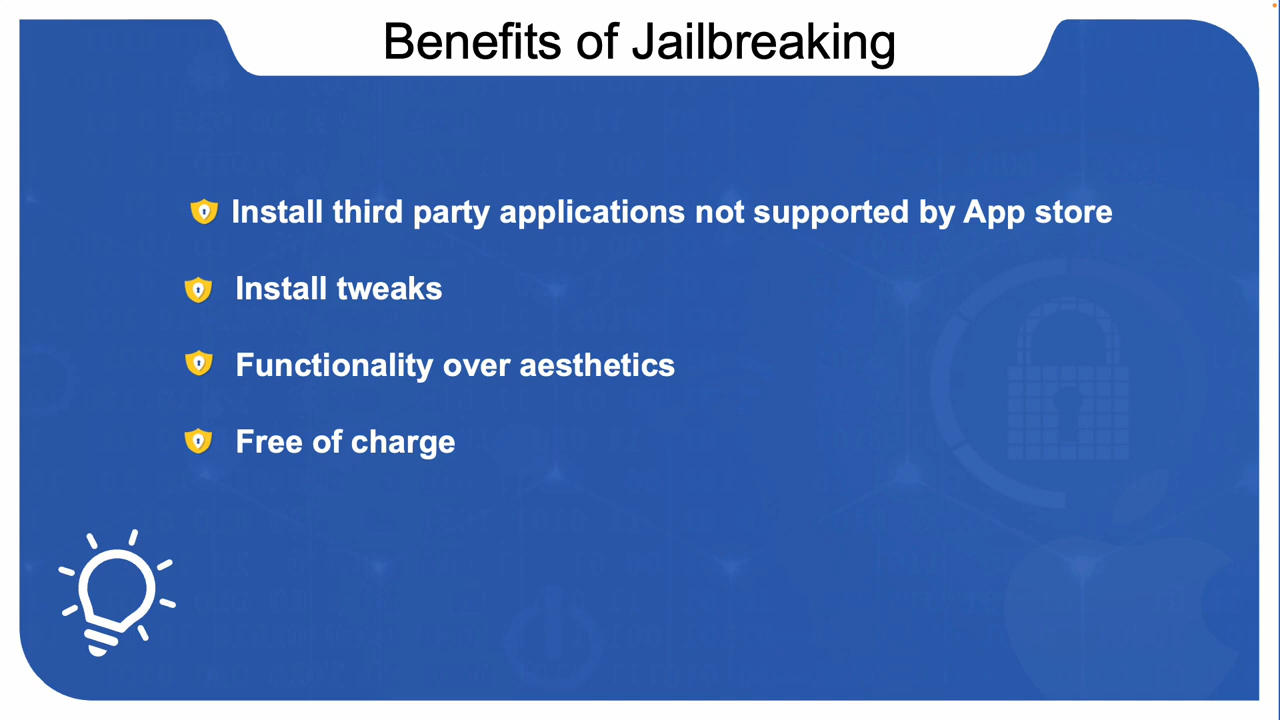 Benefits of Jailbreaking
Install third party applications not supported by App store
Install tweaks
Functionality over aesthetics
Free of charge